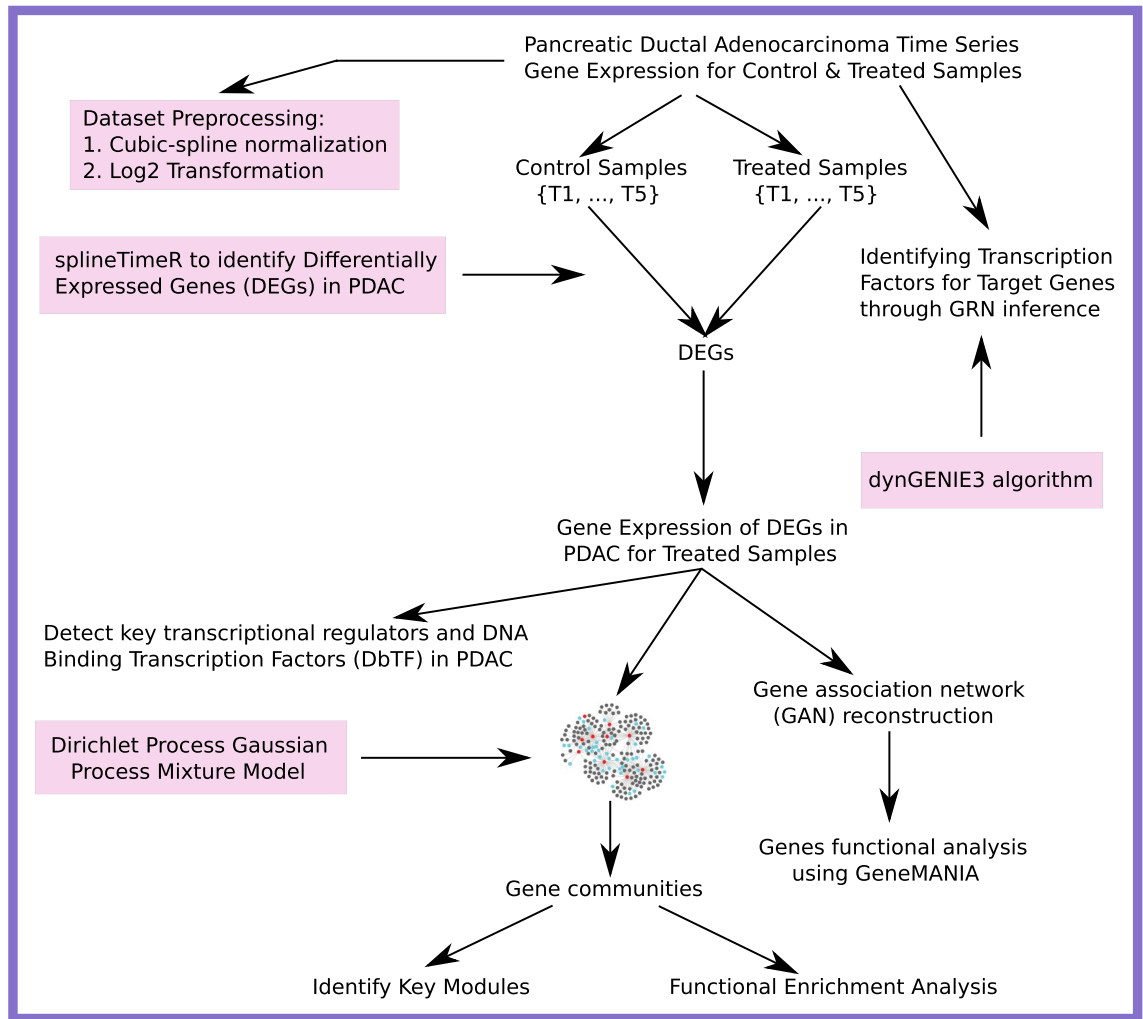 Pancreatic Ductal Adenocarcinoma Time Series
Gene Expression for Control & Treated Samples
Dataset Preprocessing:
1. Cubic-spline normalization
2. Log2 Transformation
Control Samples
{T1, ..., T5}
Treated Samples
{T1, ..., T5}
splineTimeR to identify Differentially
Expressed Genes (DEGs) in PDAC
Identifying Transcription
Factors for Target Genes
through GRN inference
DEGs
dynGENIE3 algorithm
Gene Expression of DEGs in
PDAC for Treated Samples
Detect key transcriptional regulators and DNA
Binding Transcription Factors (DbTF) in PDAC
Gene association network
(GAN) reconstruction
Dirichlet Process Gaussian
Process Mixture Model
Genes functional analysis
using GeneMANIA
Gene communities
Identify Key Modules
Functional Enrichment Analysis